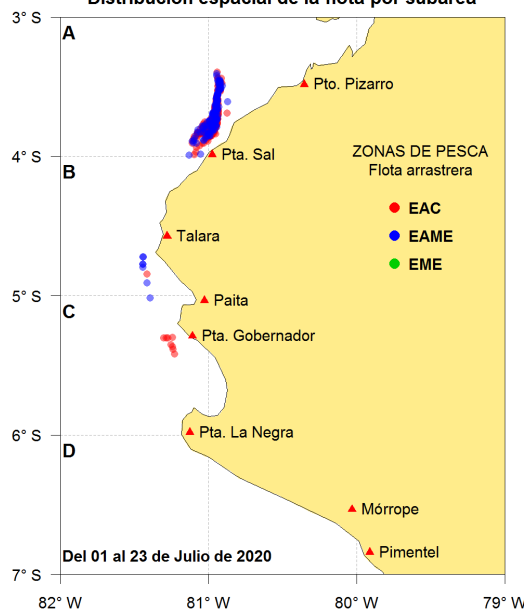 Distribución espacial de la flota por subárea
3° S
A
Pto. Pizarro
ZONAS DE PESCA
Flota arrastrera
4° S
Pta. Sal
B
EAC
Talara
EAME
EME
5° S
Paita
C
Pta. Gobernador
6° S
Pta. La Negra
D
Mórrope
Del 01 al 23 de Julio de 2020
Pimentel
7° S
82° W
81° W
80° W
79° W